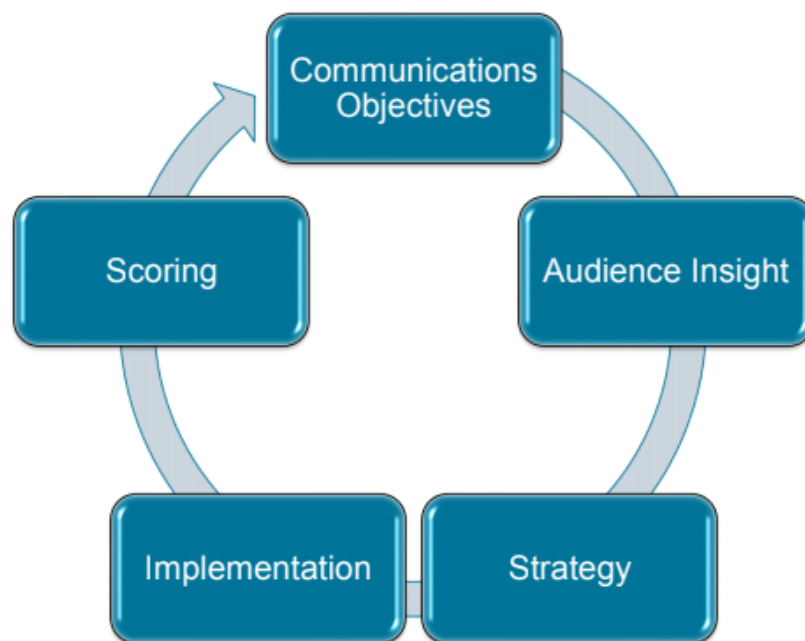 Communications
Objectives
Audience Insight
Strategy
Implementation
Scoring